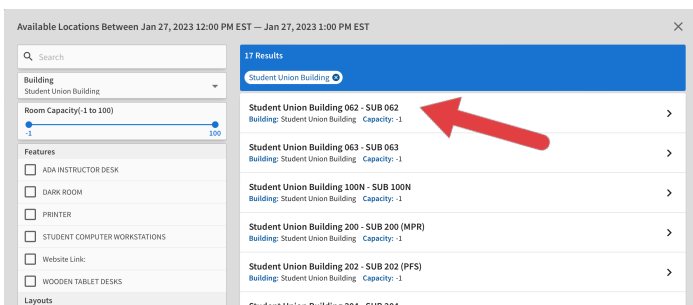 Available Locations Between Jan 27, 2023 12:00 PM EST — Jan 27, 2023 1:00 PM EST
Search
Building
Student Union Building
Room Capacity(-1 to 100)
-1 100
Features
ADA INSTRUCTOR DESK
DARK ROOM
PRINTER
STUDENT COMPUTER WORKSTATIONS
Website Link:
WOODEN TABLET DESKS
Layouts
17 Results
Student Union Building
Student Union Building 062 - SUB 062
Building: Student Union Building Capacity: -1
Student Union Building 063 - SUB 063
Building: Student Union Building Capacity: -1
Student Union Building 100N - SUB 100N
Building: Student Union Building Capacity: -1
Student Union Building 200 - SUB 200 (MPR)
Building: Student Union Building Capacity: -1
Student Union Building 202 - SUB 202 (PFS)
Building: Student Union Building Capacity: -1